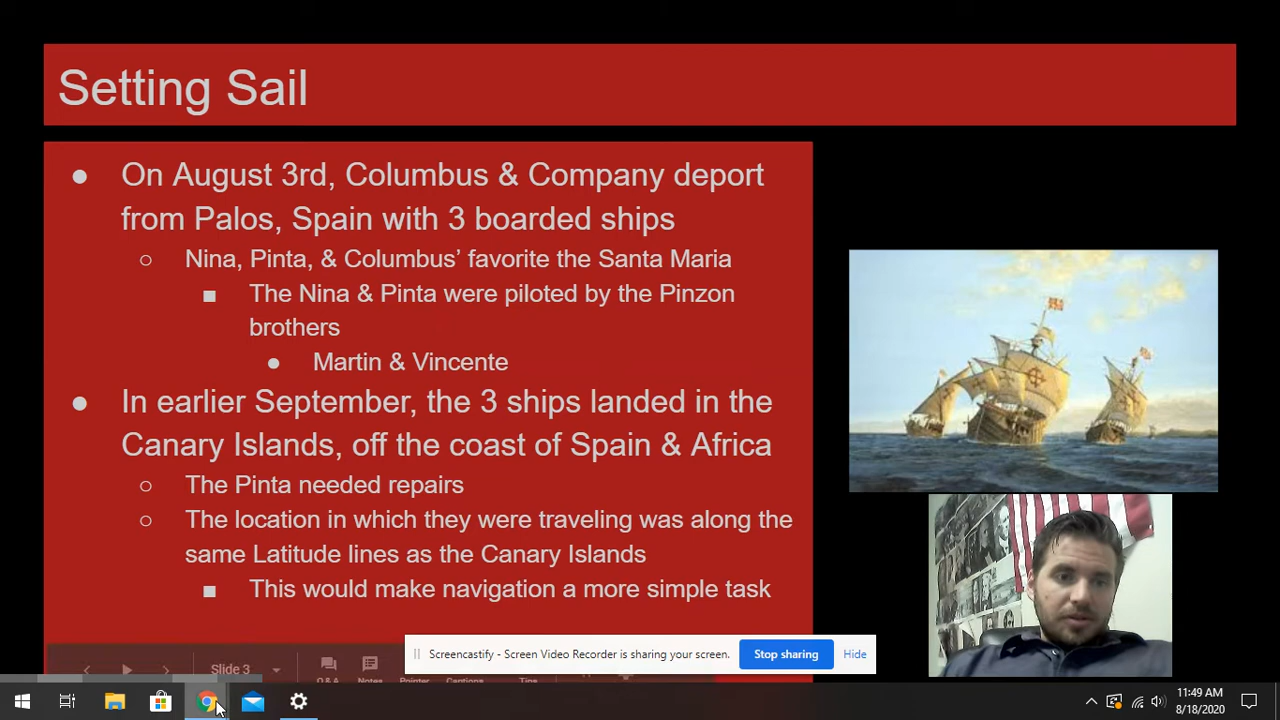 Setting Sail
On August 3rd, Columbus & Company deport
from Palos, Spain with 3 boarded ships
Nina, Pinta, & Columbus’ favorite the Santa Maria
The Nina & Pinta were piloted by the Pinzon
brothers
Martin & Vincente
In earlier September, the 3 ships landed in the
Canary Islands, off the coast of Spain & Africa
The Pinta needed repairs
The location in which they were traveling was along the
same Latitude lines as the Canary Islands
This would make navigation a more simple task
Slide 3
Q & A
Notes
Pointer
Captions
Tips
Screencastify - Screen Video Recorder is sharing your screen.
Stop sharing
Hide
11:49 AM
8/18/2020